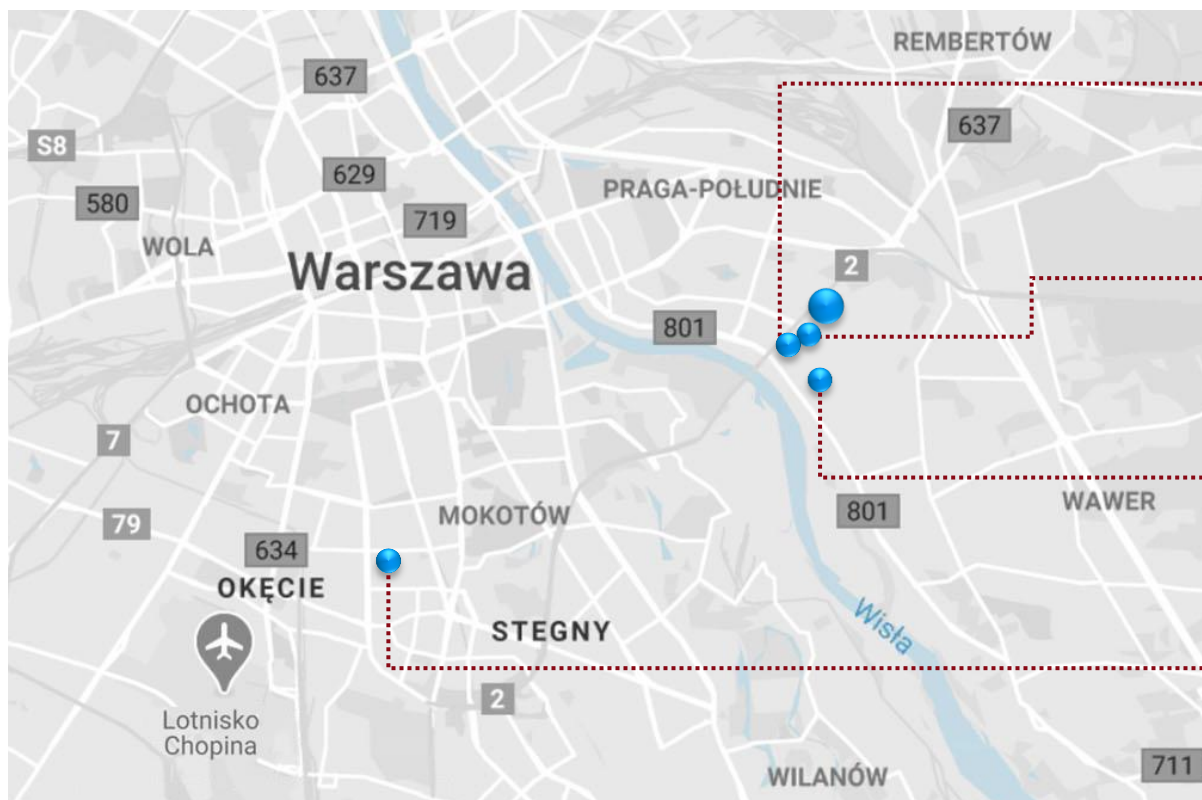 REMBERTÓW
637
637
S8
629
PRAGA-POŁUDNIE
580
719
WOLA
Warszawa
2
801
OCHOTA
7
WAWER
801
MOKOTÓW
79
634
OKĘCIE
Wisła
STEGNY
2
Lotnisko
Chopina
WILANÓW
711